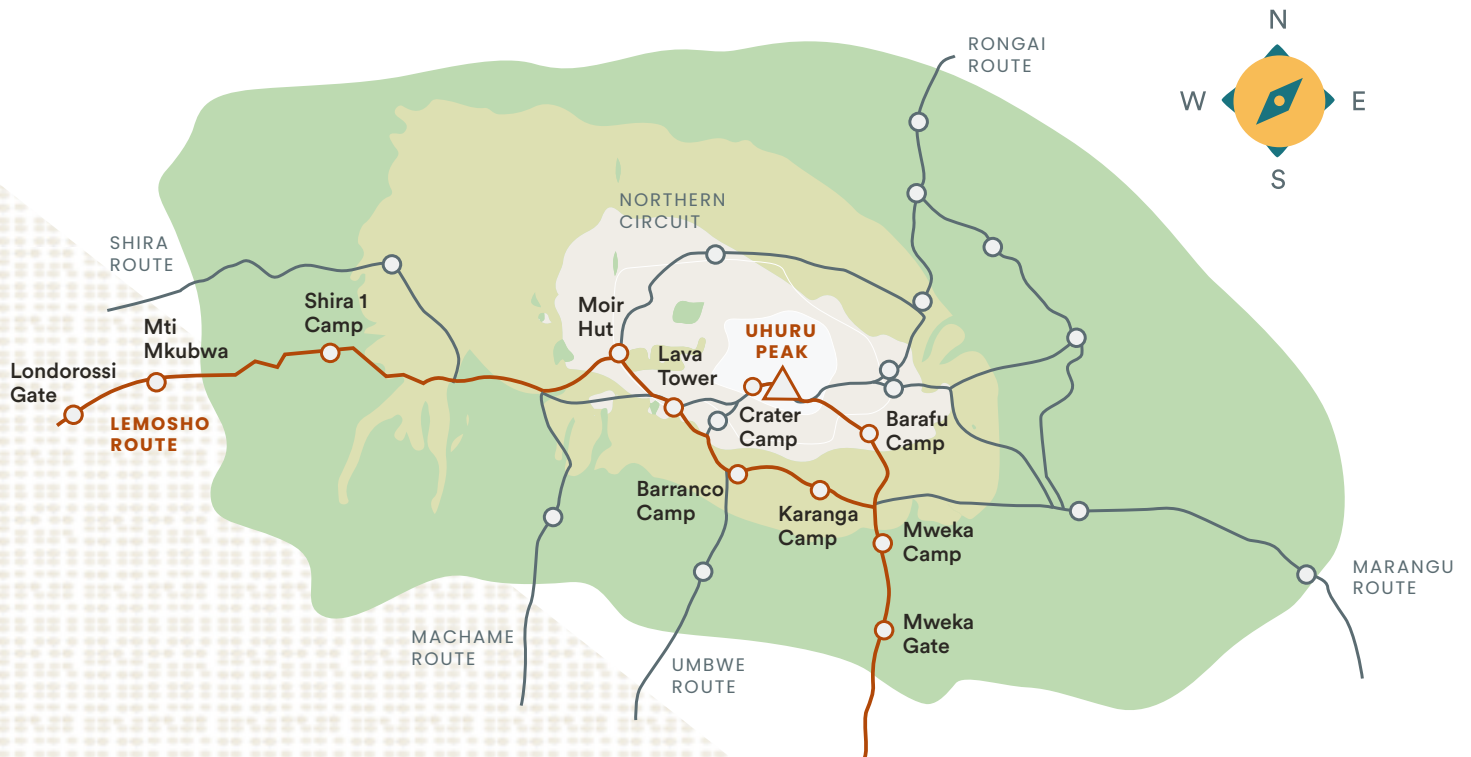 N
W
E
S
RONGAI
ROUTE
NORTHERN
CIRCUIT
SHIRA
ROUTE
Shira 1
Camp
Moir
Hut
Mti
Mkubwa
UHURU
PEAK
Lava
Tower
Londorossi
Gate
LEMOSHO
ROUTE
Crater
Camp
Barafu
Camp
Barranco
Camp
Karanga
Camp
Mweka
Camp
MARANGU
ROUTE
Mweka
Gate
MACHAME
ROUTE
UMBWE
ROUTE